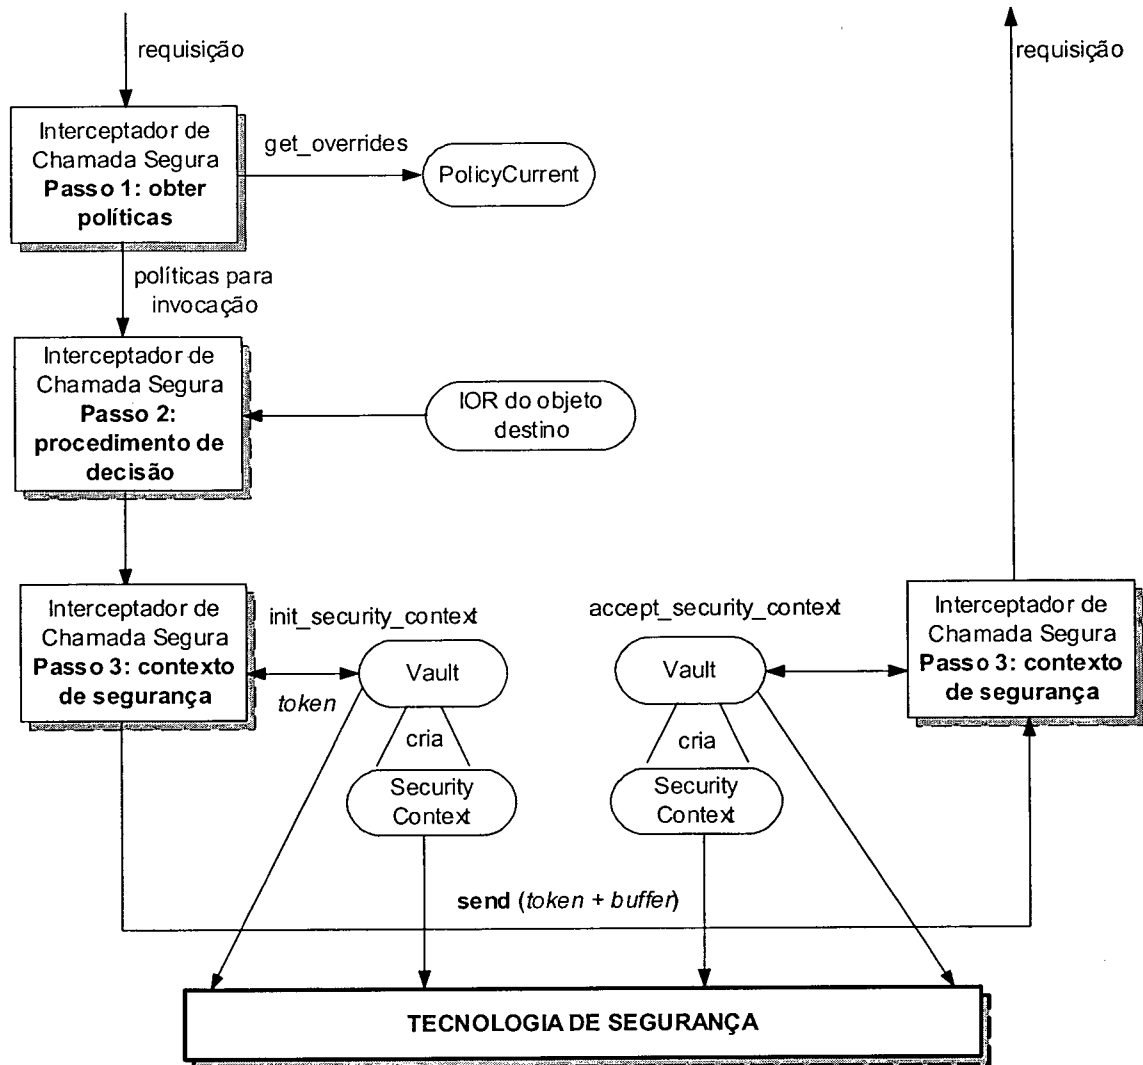 requisição
requisição
Interceptador de
Chamada Segura
Passo 1: obter
políticas
get_overrides
PolicyCurrent
políticas para
invocação
Interceptador de
Chamada Segura
Passo 2:
procedimento de
decisão
IOR do objeto
destino
Interceptador de
Chamada Segura
Passo 3: contexto
de segurança
init_security_context
token
Vault
cria
Security
Context
accept_security_context
Vault
cria
Security
Context
Interceptador de
Chamada Segura
Passo 3: contexto
de segurança
send (token + buffer)
TECNOLOGIA DE SEGURANÇA